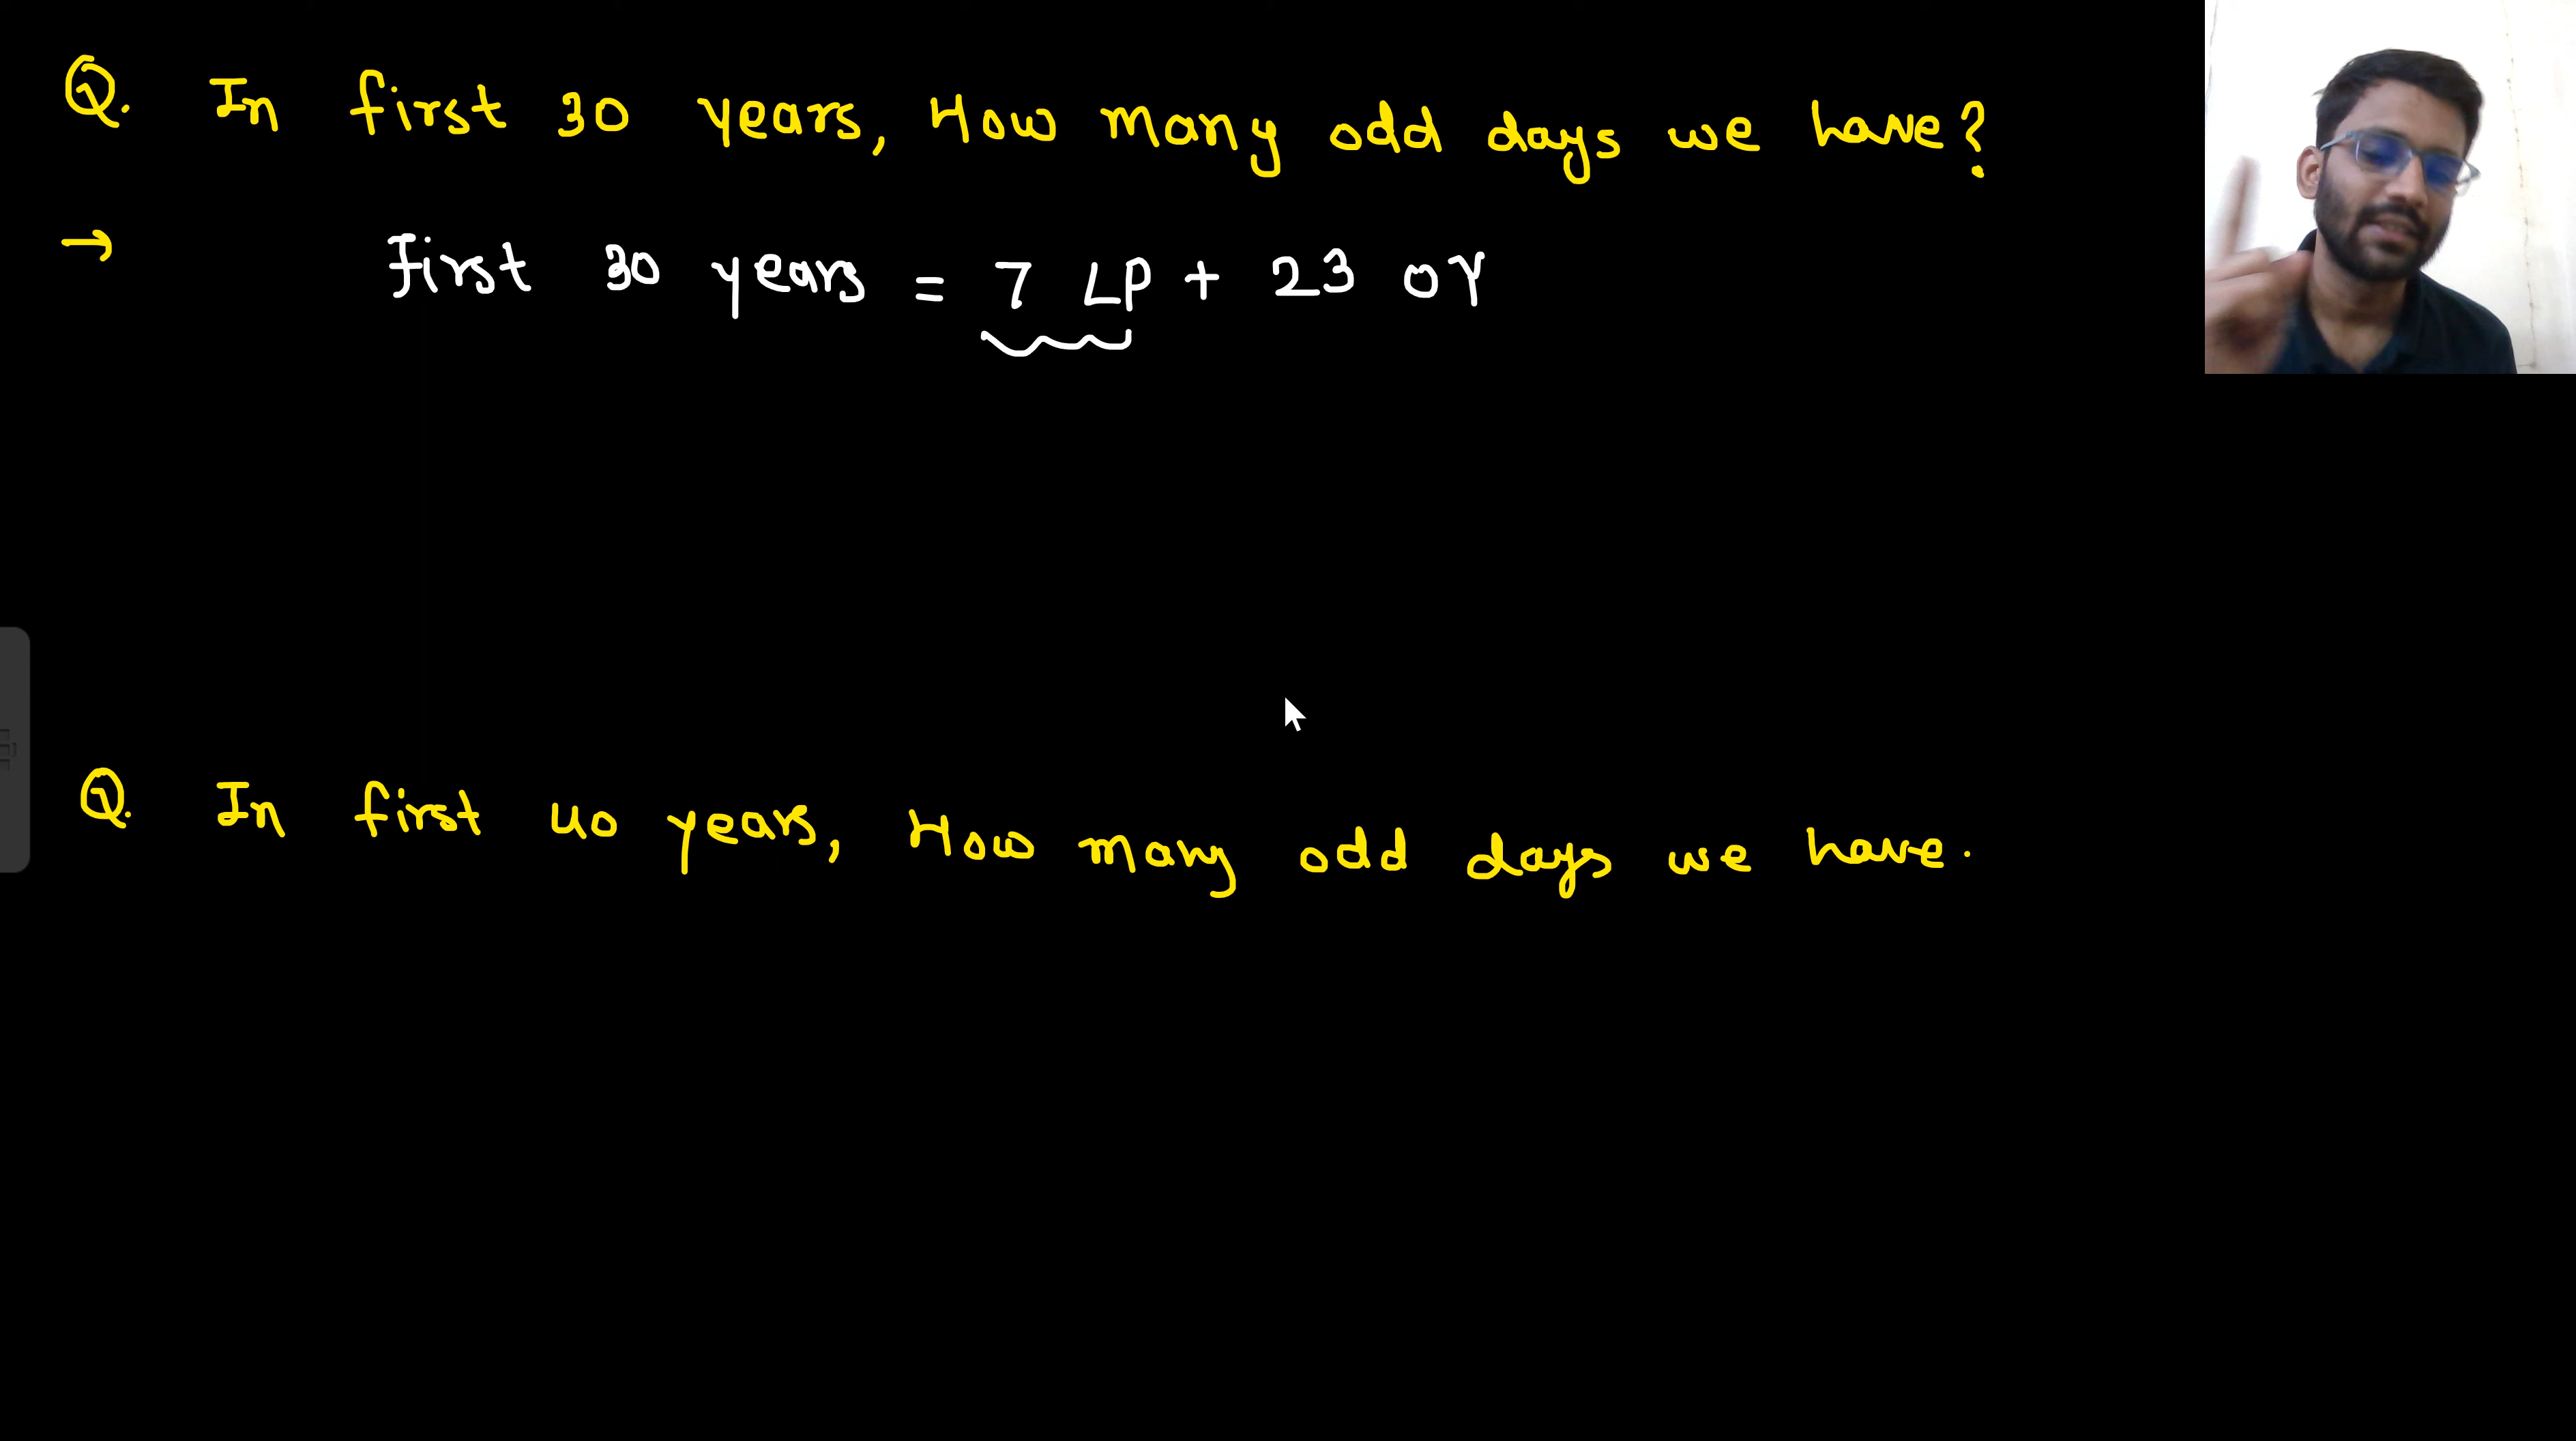 Q. In first 30 years, How many odd days we have?
→ First 30 years = 7 LP + 23 OY
Q. In first 40 years, How many odd days we have.